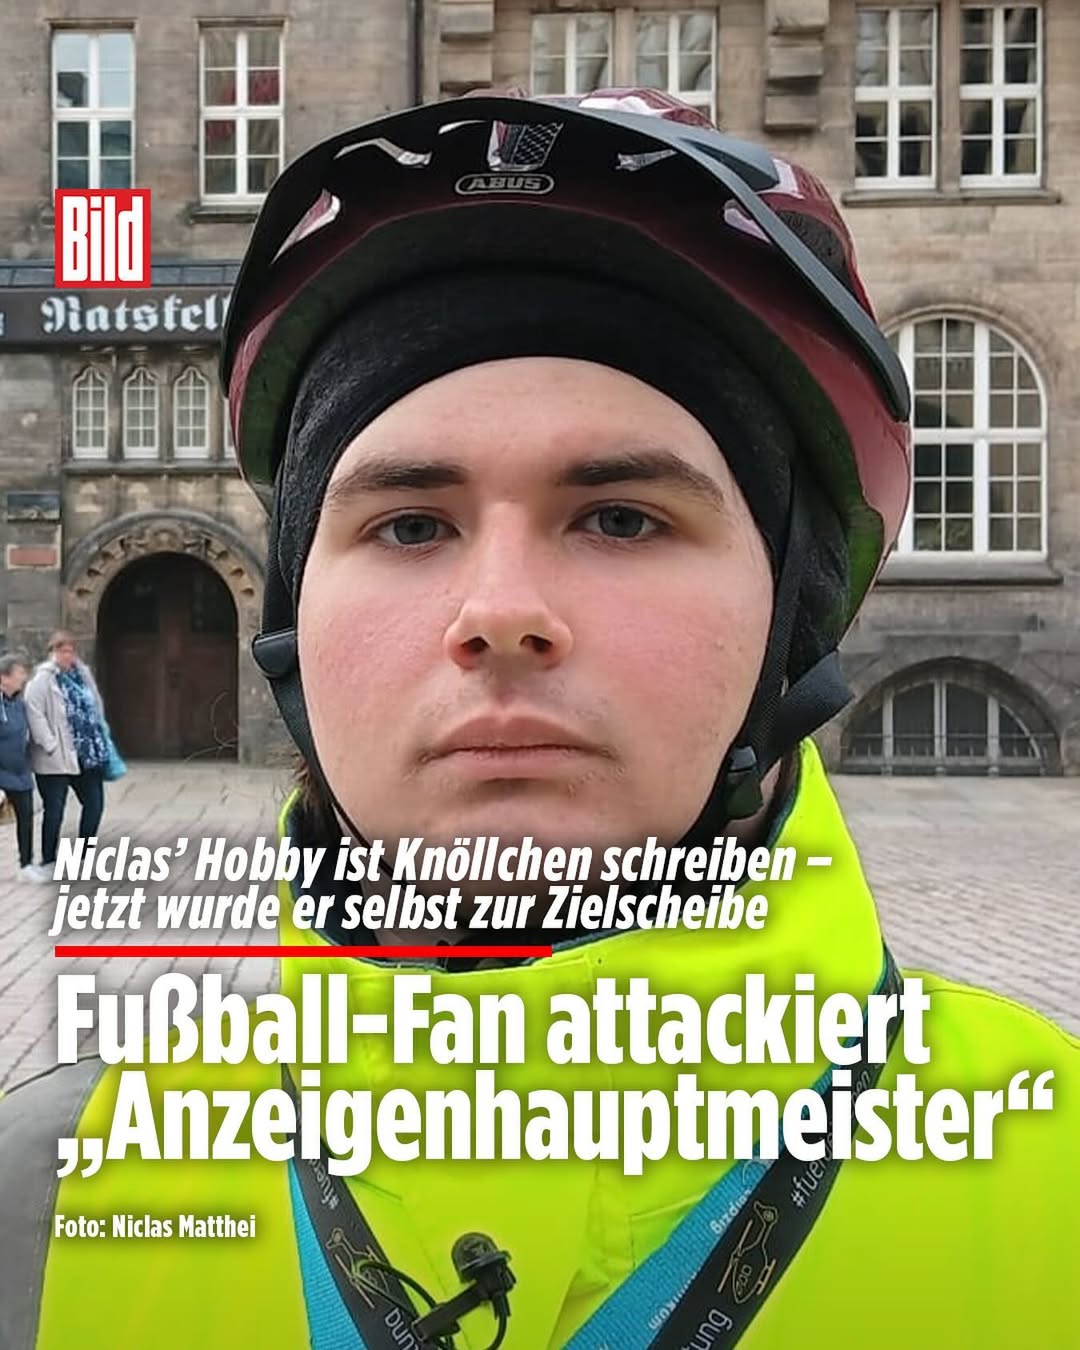 ABUS
Bild
Ratskell
Niclas’ Hobby ist Knöllchen schreiben –
jetzt wurde er selbst zur Zielscheibe
Fußball-Fan attackiert
„Anzeigenhauptmeister“
Foto: Niclas Matthei